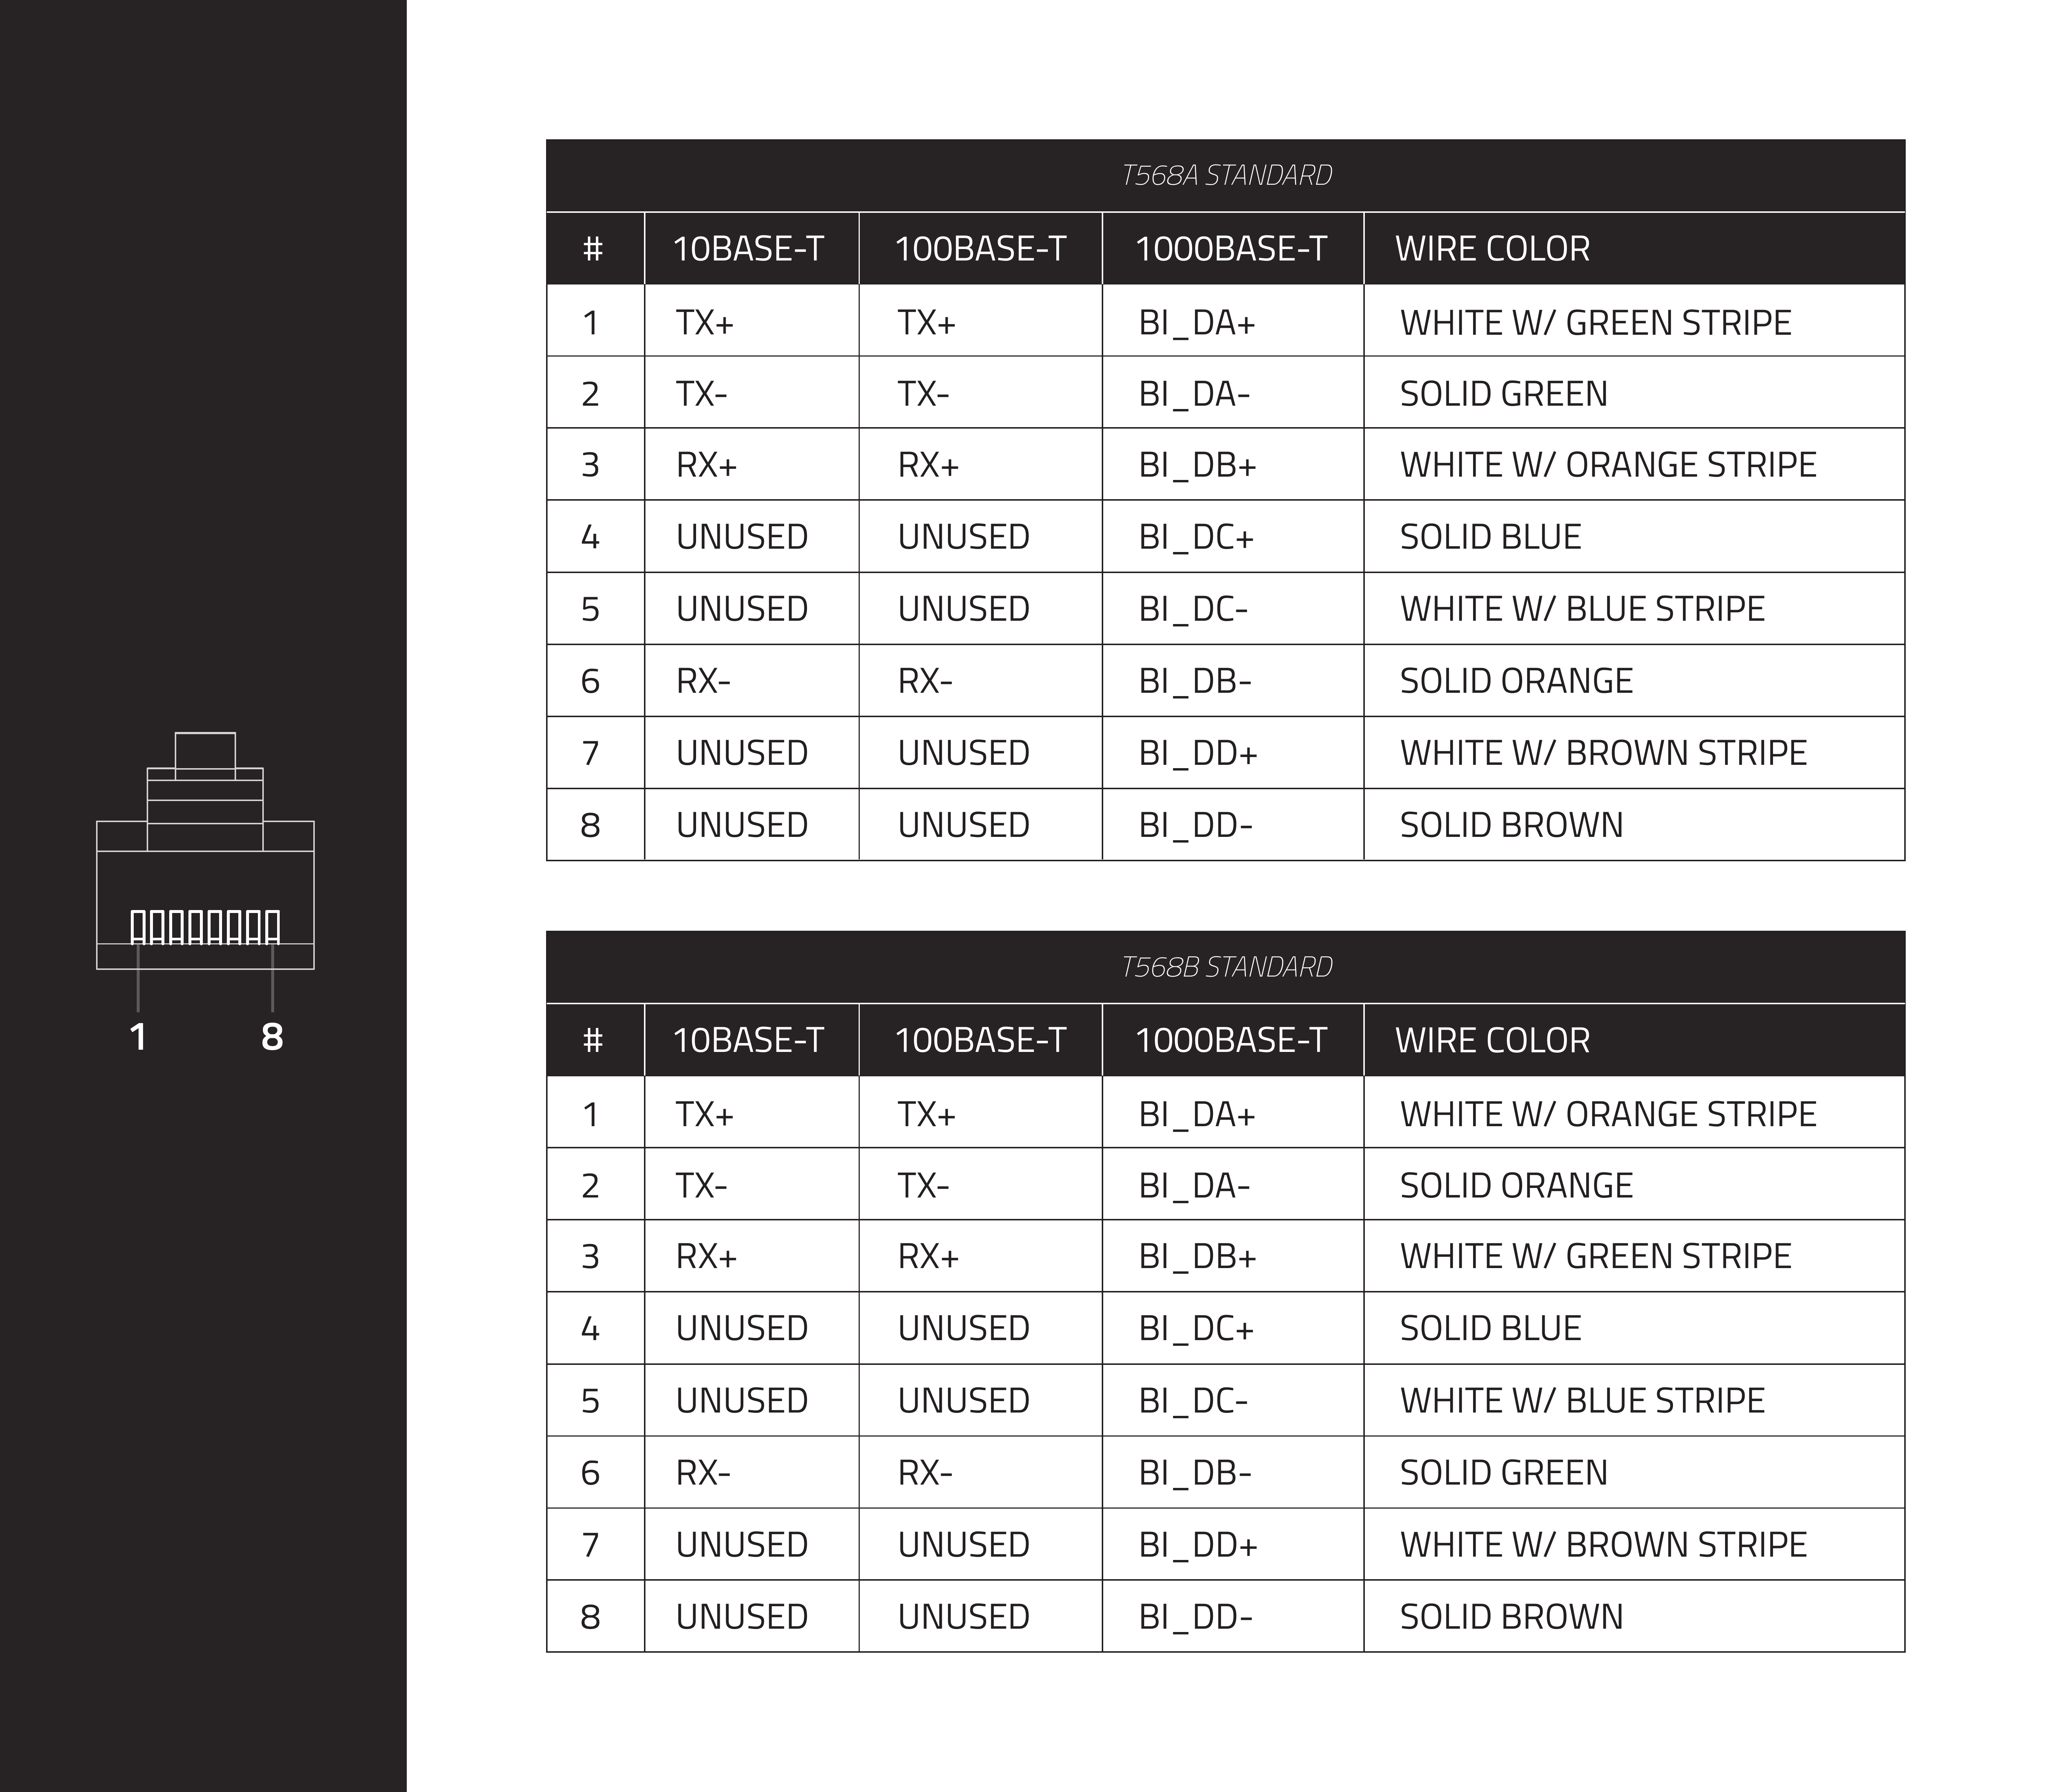 1 8
T568A STANDARD
# 10BASE-T 100BASE-T 1000BASE-T WIRE COLOR
1 TX+ TX+ BI_DA+ WHITE W/ GREEN STRIPE
2 TX- TX- BI_DA- SOLID GREEN
3 RX+ RX+ BI_DB+ WHITE W/ ORANGE STRIPE
4 UNUSED UNUSED BI_DC+ SOLID BLUE
5 UNUSED UNUSED BI_DC- WHITE W/ BLUE STRIPE
6 RX- RX- BI_DB- SOLID ORANGE
7 UNUSED UNUSED BI_DD+ WHITE W/ BROWN STRIPE
8 UNUSED UNUSED BI_DD- SOLID BROWN
T568B STANDARD
# 10BASE-T 100BASE-T 1000BASE-T WIRE COLOR
1 TX+ TX+ BI_DA+ WHITE W/ ORANGE STRIPE
2 TX- TX- BI_DA- SOLID ORANGE
3 RX+ RX+ BI_DB+ WHITE W/ GREEN STRIPE
4 UNUSED UNUSED BI_DC+ SOLID BLUE
5 UNUSED UNUSED BI_DC- WHITE W/ BLUE STRIPE
6 RX- RX- BI_DB- SOLID GREEN
7 UNUSED UNUSED BI_DD+ WHITE W/ BROWN STRIPE
8 UNUSED UNUSED BI_DD- SOLID BROWN